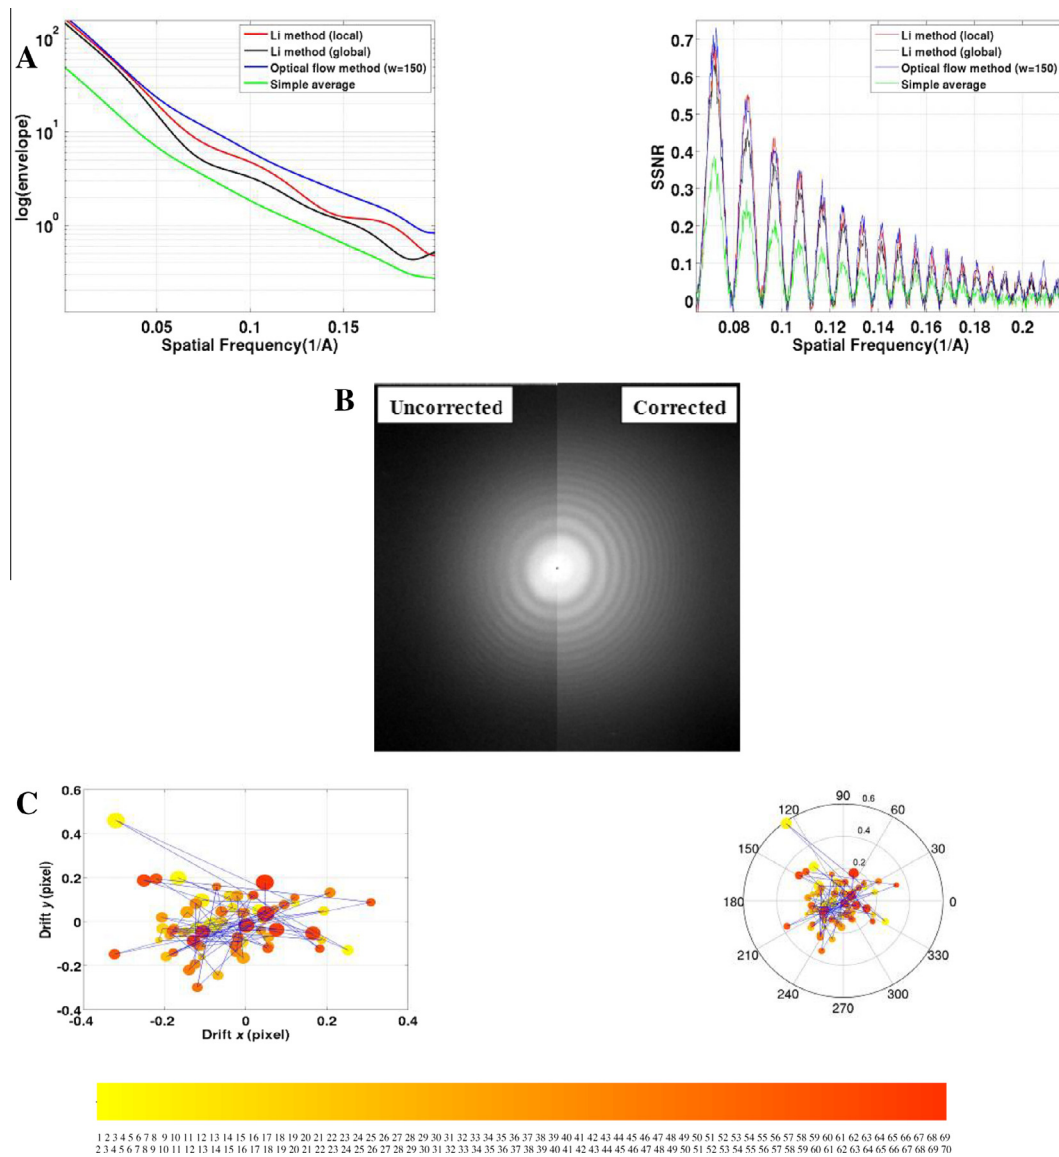 A
10^2
10^1
10^0
log(envelope)
0.05 0.1 0.15
Spatial Frequency(1/A)
Li method (local)
Li method (global)
Optical flow method (w=150)
Simple average
0.7
0.6
0.5
0.4
0.3
0.2
0.1
0
SSNR
0.08 0.1 0.12 0.14 0.16 0.18 0.2
Spatial Frequency(1/A)
Li method (local)
Li method (global)
Optical flow method (w=150)
Simple average
B
Uncorrected
Corrected
C
0.6
0.4
0.2
0
-0.2
-0.4
Drift y (pixel)
-0.4 -0.2 0 0.2 0.4
Drift x (pixel)
90
120 0.6 60
0.4
150 0.2 30
180 0
210 330
240 300
270
1 2 3 4 5 6 7 8 9 10 11 12 13 14 15 16 17 18 19 20 21 22 23 24 25 26 27 28 29 30 31 32 33 34 35 36 37 38 39 40 41 42 43 44 45 46 47 48 49 50 51 52 53 54 55 56 57 58 59 60 61 62 63 64 65 66 67 68 69
2 3 4 5 6 7 8 9 10 11 12 13 14 15 16 17 18 19 20 21 22 23 24 25 26 27 28 29 30 31 32 33 34 35 36 37 38 39 40 41 42 43 44 45 46 47 48 49 50 51 52 53 54 55 56 57 58 59 60 61 62 63 64 65 66 67 68 69 70